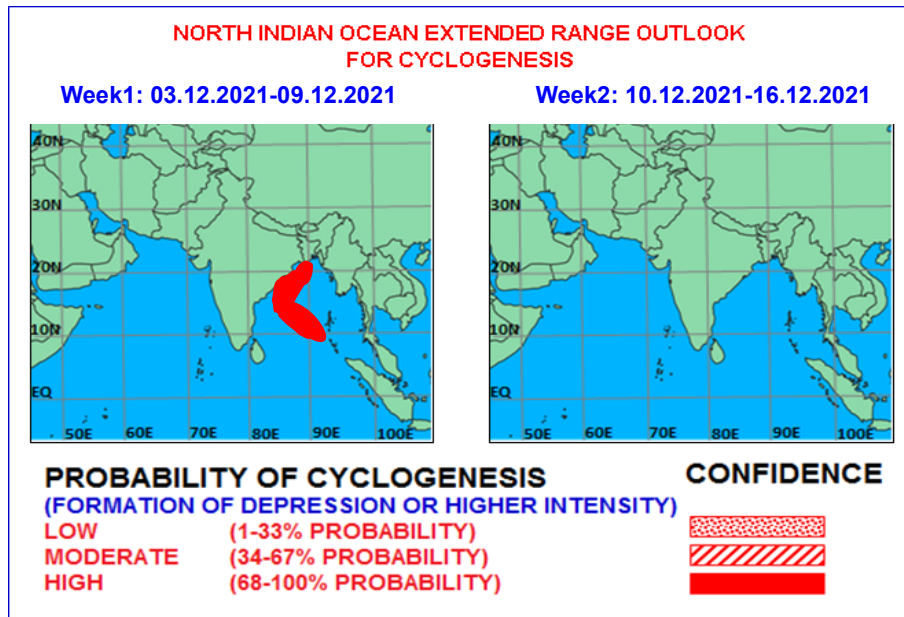 NORTH INDIAN OCEAN EXTENDED RANGE OUTLOOK
FOR CYCLOGENESIS
Week1: 03.12.2021-09.12.2021
Week2: 10.12.2021-16.12.2021
40N
30N
20N
10N
EQ
50E 60E 70E 80E 90E 100E
40N
30N
20N
10N
EQ
50E 60E 70E 80E 90E 100E
PROBABILITY OF CYCLOGENESIS
CONFIDENCE
(FORMATION OF DEPRESSION OR HIGHER INTENSITY)
LOW (1-33% PROBABILITY)
MODERATE (34-67% PROBABILITY)
HIGH (68-100% PROBABILITY)